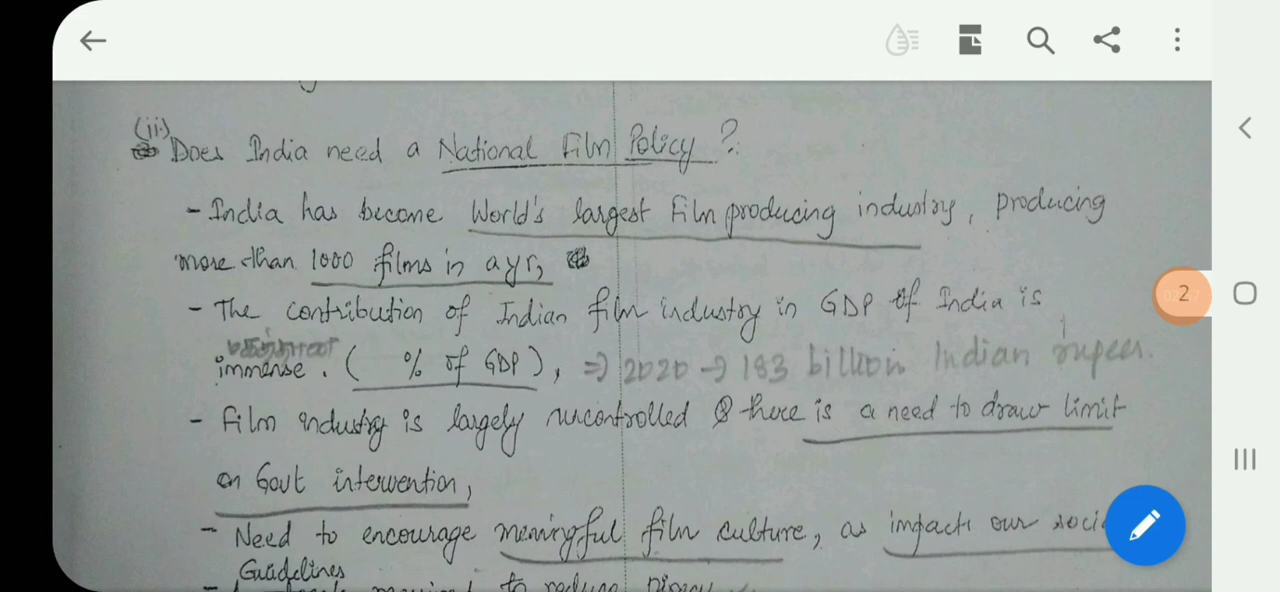 (ii)
Does India need a National Film Policy?
- India has become World's largest Film producing industry, producing
more than 1000 films in a yr,
- The contribution of Indian film industry in GDP of India is
immense. ( % of GDP), ⇒ 2020 → 183 billion Indian rupees.
- Film industry is largely uncontrolled & there is a need to draw limit
on Govt intervention,
- Need to encourage meaningful film culture, as impacts our soci
Guidelines
to reduce piracy
2